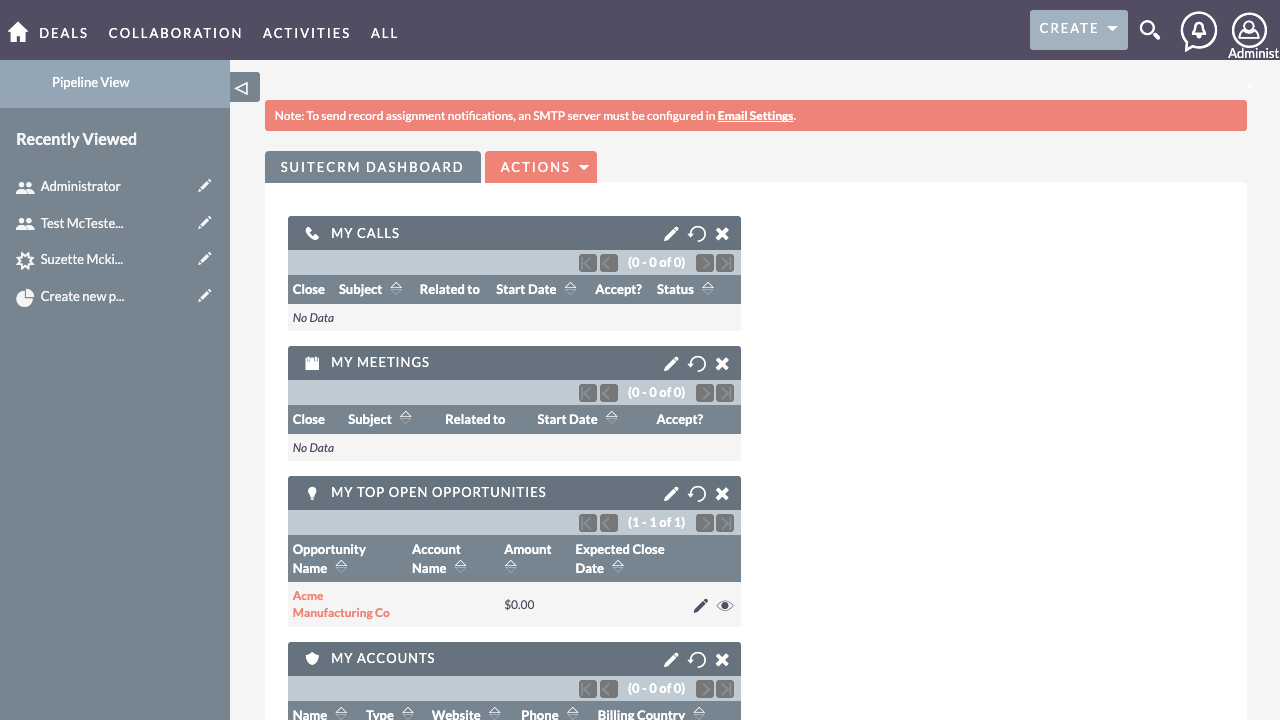 DEALS COLLABORATION ACTIVITIES ALL CREATE
Administ
Pipeline View
Recently Viewed
Administrator
Test McTeste...
Suzette Mcki...
Create new p...
Note: To send record assignment notifications, an SMTP server must be configured in Email Settings.
SUITECRM DASHBOARD ACTIONS
MY CALLS
(0 - 0 of 0)
Close Subject Related to Start Date Accept? Status
No Data
MY MEETINGS
(0 - 0 of 0)
Close Subject Related to Start Date Accept?
No Data
MY TOP OPEN OPPORTUNITIES
(1 - 1 of 1)
Opportunity Name Account Name Amount Expected Close Date
Acme
Manufacturing Co
$0.00
MY ACCOUNTS
(0 - 0 of 0)
Name Type Website Phone Billing Country